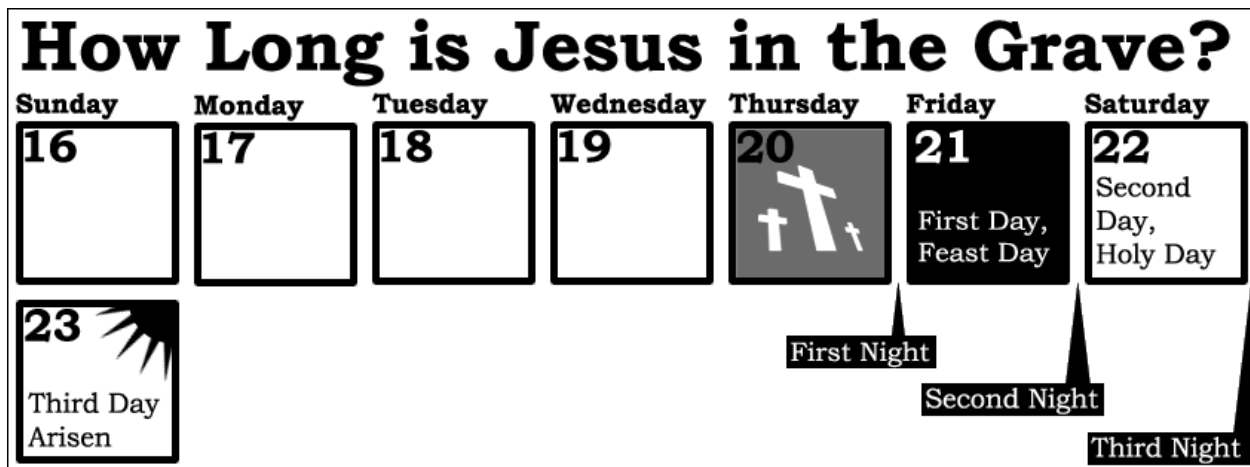 How Long is Jesus in the Grave?
Sunday Monday Tuesday Wednesday Thursday Friday Saturday
16 17 18 19 20 21 22
First Day,
Feast Day
Second
Day,
Holy Day
First Night
Second Night
Third Night
23
Third Day
Arisen